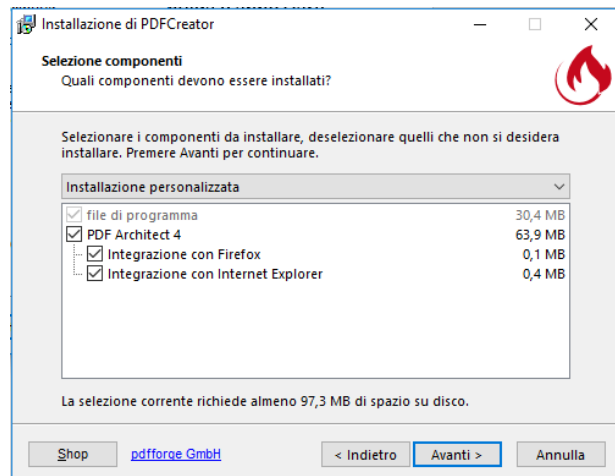 Installazione di PDFCreator
Selezione componenti
Quali componenti devono essere installati?
Selezionare i componenti da installare, deselezionare quelli che non si desidera
installare. Premere Avanti per continuare.
Installazione personalizzata
file di programma 30,4 MB
PDF Architect 4 63,9 MB
Integrazione con Firefox 0,1 MB
Integrazione con Internet Explorer 0,4 MB
La selezione corrente richiede almeno 97,3 MB di spazio su disco.
Shop pdfforge GmbH < Indietro Avanti > Annulla